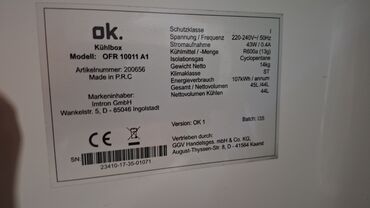 ok.
Kühlbox
Modell: OFR 10011 A1
Artikelnummer: 200656
Made in P.R.C
Markeninhaber:
Imtron GmbH
Wankelstr. 5, D - 85046 Ingolstadt
SN:
23410-17-35-01071
Schutzklasse I
Spannung / Frequenz 220-240V~/ 50Hz
Stromaufnahme 43W / 0.4A
Kühlmittel / -Menge R600a (13g)
Isolationsgas Cyclopentane
Gewicht Netto 14kg
Klimaklasse ST
Energieverbrauch 107kWh / annum
Gesamt / Nettovolumen 45L /44L
Nettovolumen Kühlen 44L
Version: OK 1 Batch: I35
Vertrieben durch:
GGV Handelsges. mbH & Co. KG,
August-Thyssen-Str. 8, D - 41564 Kaarst